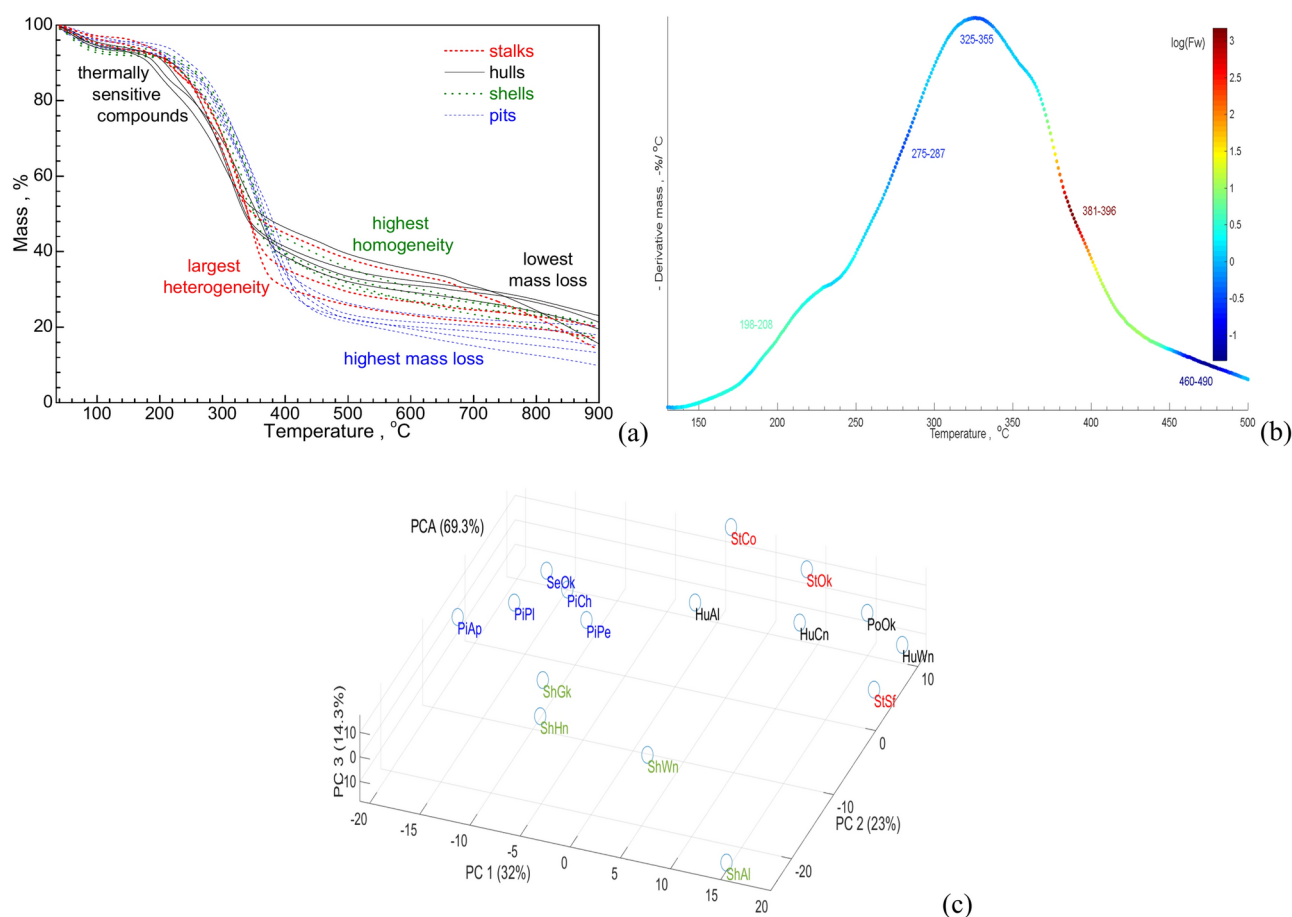 100
80
60
40
20
0
Mass , %
100
200
300
400
500
600
700
800
900
Temperature , °C
stalks
hulls
shells
pits
thermally
sensitive
compounds
highest
homogeneity
lowest
mass loss
largest
heterogeneity
highest mass loss
(a)
- Derivative mass , -%/ °C
325-355
275-287
198-208
381-396
460-490
log(Fw)
3
2.5
2
1.5
1
0.5
0
-0.5
-1
150
200
250
300
350
400
450
500
Temperature , °C
(b)
PCA (69.3%)
StCo
StOk
SeOk
PiCh
PiPl
PiAp
PiPe
HuAl
HuCn
PoOk
HuWn
StSf
ShGk
ShHn
ShWn
ShAl
PC 3 (14.3%)
10
0
10
-20
-15
-10
-5
0
5
10
15
20
PC 1 (32%)
10
0
-10
-20
PC 2 (23%)
(c)